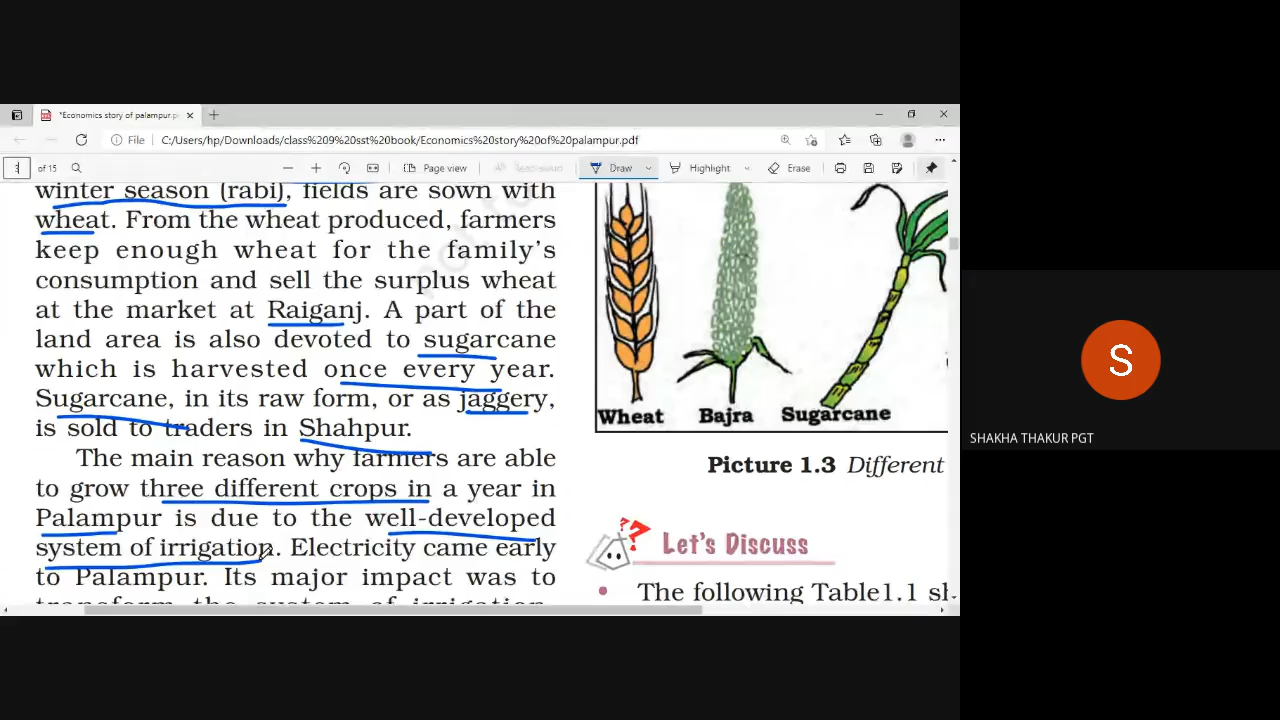 *Economics story of palampur.p
File
C:/Users/hp/Downloads/class%209%20sst%20book/Economics%20story%20of%20palampur.pdf
of 15
Page view
Read aloud
Draw
Highlight
Erase
winter season (rabi), fields are sown with
wheat. From the wheat produced, farmers
keep enough wheat for the family's
consumption and sell the surplus wheat
at the market at Raiganj. A part of the
land area is also devoted to sugarcane
which is harvested once every year.
Sugarcane, in its raw form, or as jaggery,
is sold to traders in Shahpur.
The main reason why farmers are able
to grow three different crops in a year in
Palampur is due to the well-developed
system of irrigation. Electricity came early
to Palampur. Its major impact was to
transform the system of irrigation.
Wheat Bajra Sugarcane
Picture 1.3 Different
Let's Discuss
• The following Table1.1 sh
S
SHAKHA THAKUR PGT